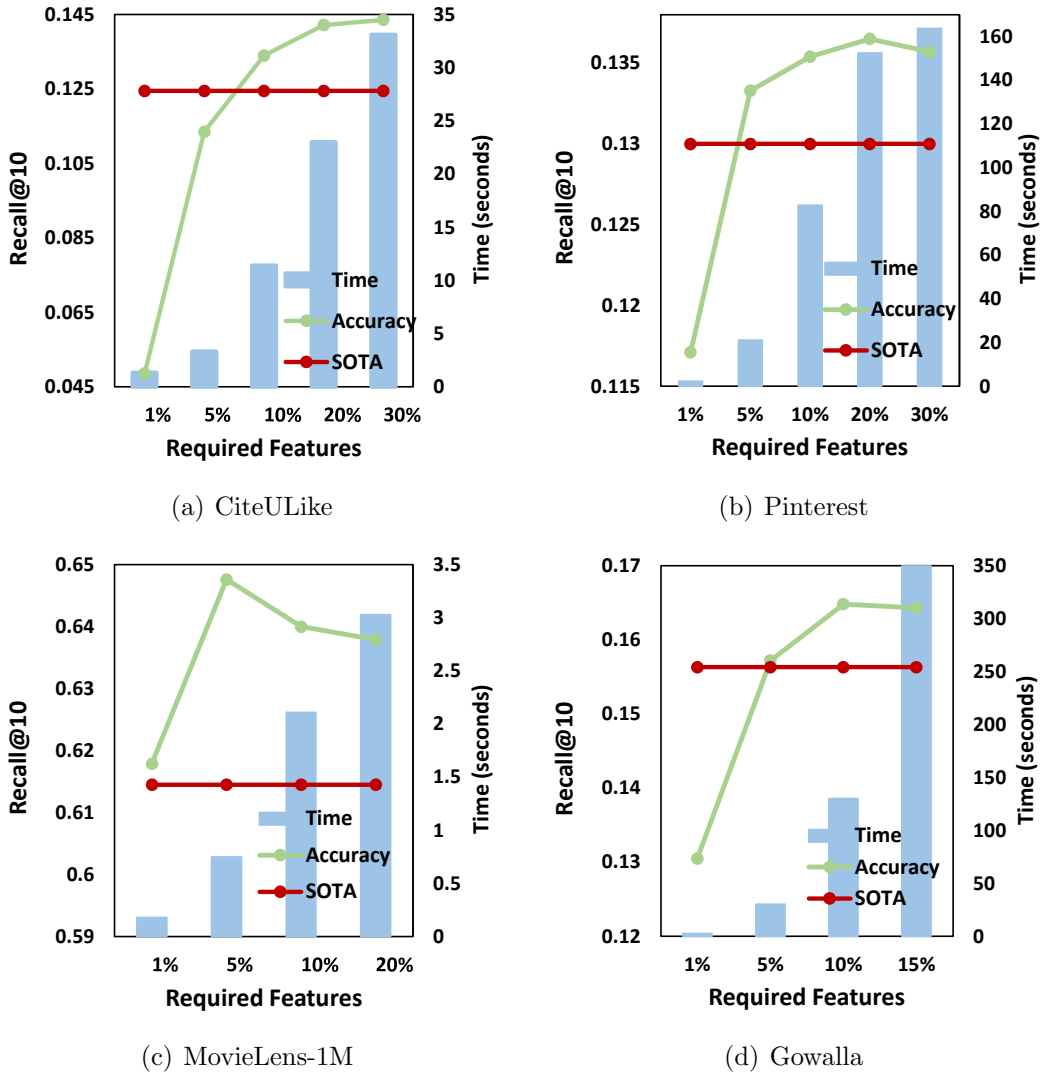 0.145
0.125
0.105
0.085
0.065
0.045
Recall@10
35
30
25
20
15
10
5
0
Time (seconds)
Time
Accuracy
SOTA
1% 5% 10% 20% 30%
Required Features
(a) CiteULike
0.135
0.13
0.125
0.12
0.115
Recall@10
160
140
120
100
80
60
40
20
0
Time (seconds)
Time
Accuracy
SOTA
1% 5% 10% 20% 30%
Required Features
(b) Pinterest
0.65
0.64
0.63
0.62
0.61
0.6
0.59
Recall@10
3.5
3
2.5
2
1.5
1
0.5
0
Time (seconds)
Time
Accuracy
SOTA
1% 5% 10% 20%
Required Features
(c) MovieLens-1M
0.17
0.16
0.15
0.14
0.13
0.12
Recall@10
350
300
250
200
150
100
50
0
Time (seconds)
Time
Accuracy
SOTA
1% 5% 10% 15%
Required Features
(d) Gowalla